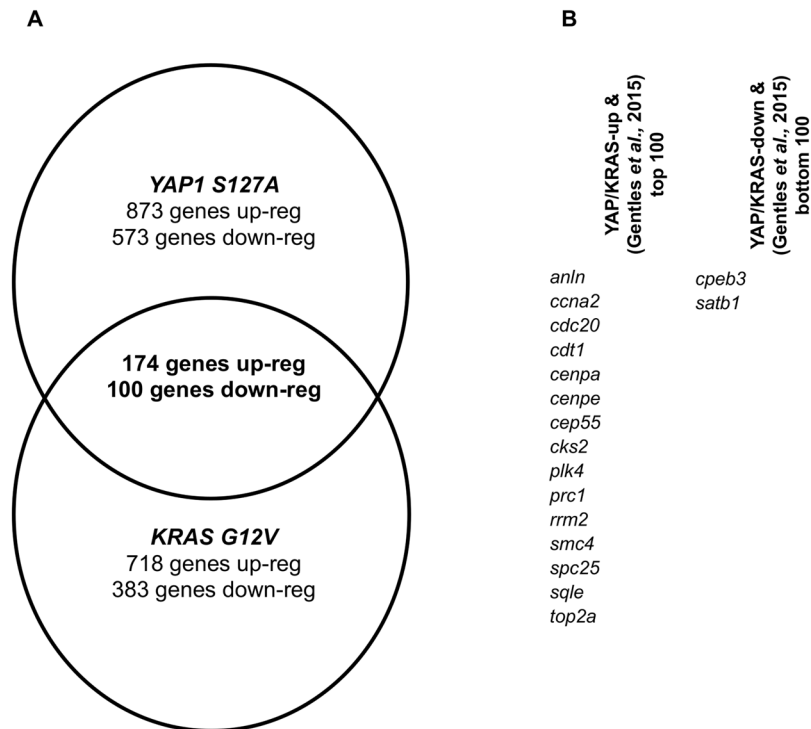 A
YAP1 S127A
873 genes up-reg
573 genes down-reg
174 genes up-reg
100 genes down-reg
KRAS G12V
718 genes up-reg
383 genes down-reg
B
YAP/KRAS-up &
(Gentles et al., 2015)
top 100
YAP/KRAS-down &
(Gentles et al., 2015)
bottom 100
anln
ccna2
cdc20
cdt1
cenpa
cenpe
cep55
cks2
plk4
prc1
rrm2
smc4
spc25
sqle
top2a
cpeb3
satb1